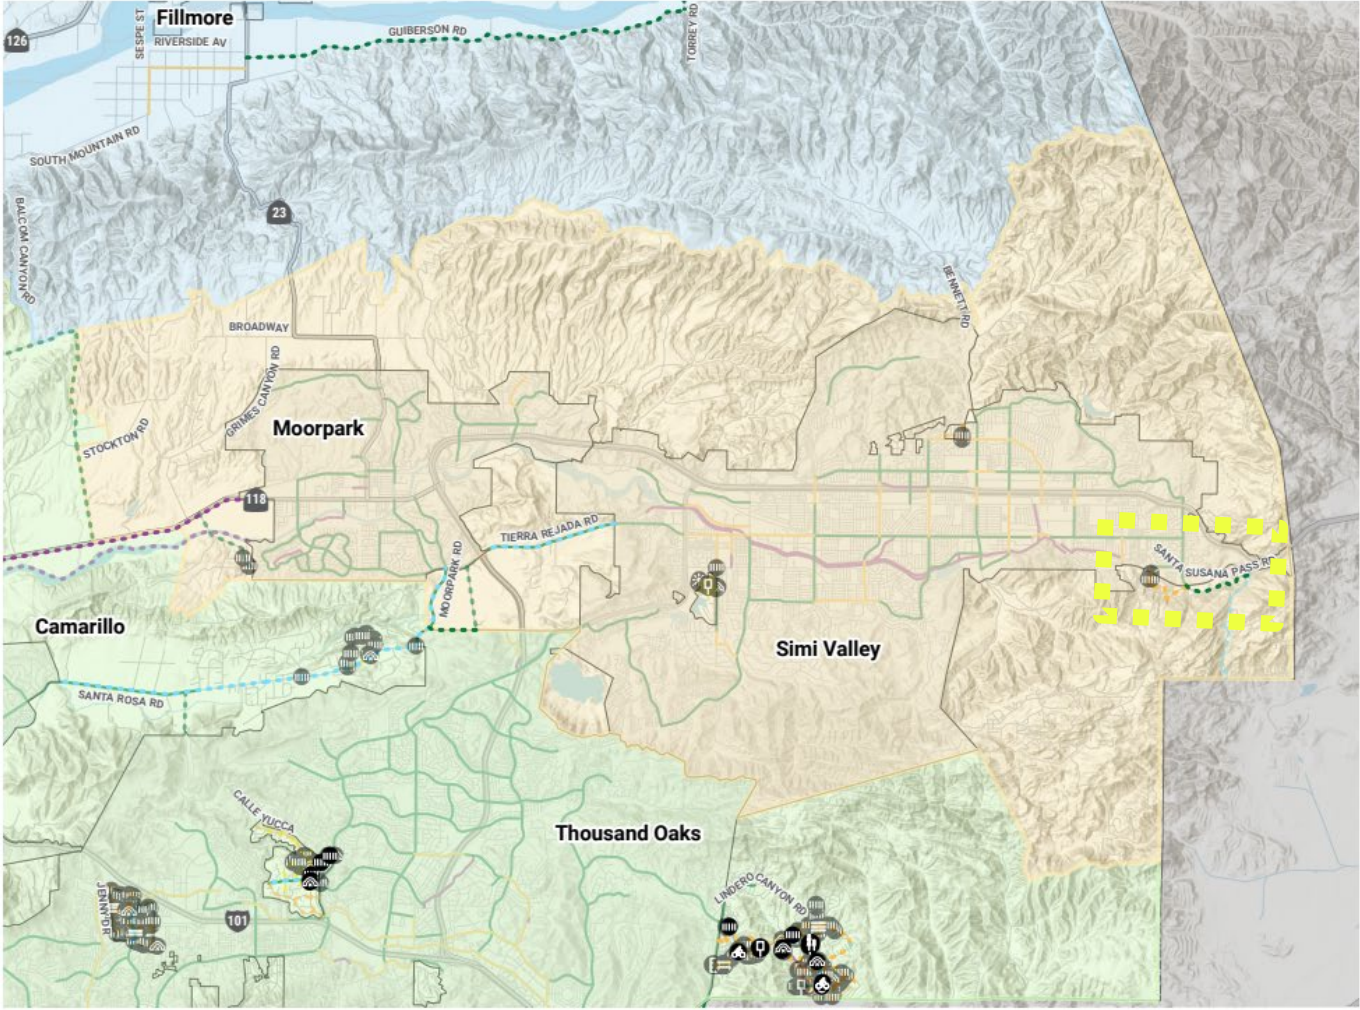 Fillmore
126
SESPE ST
RIVERSIDE AV
GUIBERSON RD
TORREY RD
SOUTH MOUNTAIN RD
BALCOM CANYON RD
23
BENNETT RD
BROADWAY
GRIMES CANYON RD
Moorpark
STOCKTON RD
118
TIERRA REJADA RD
MOORPARK RD
SANTA SUSANA PASS RD
Camarillo
Simi Valley
SANTA ROSA RD
CALLE YUCCA
Thousand Oaks
LINDERO CANYON RD
JENNY DR
101